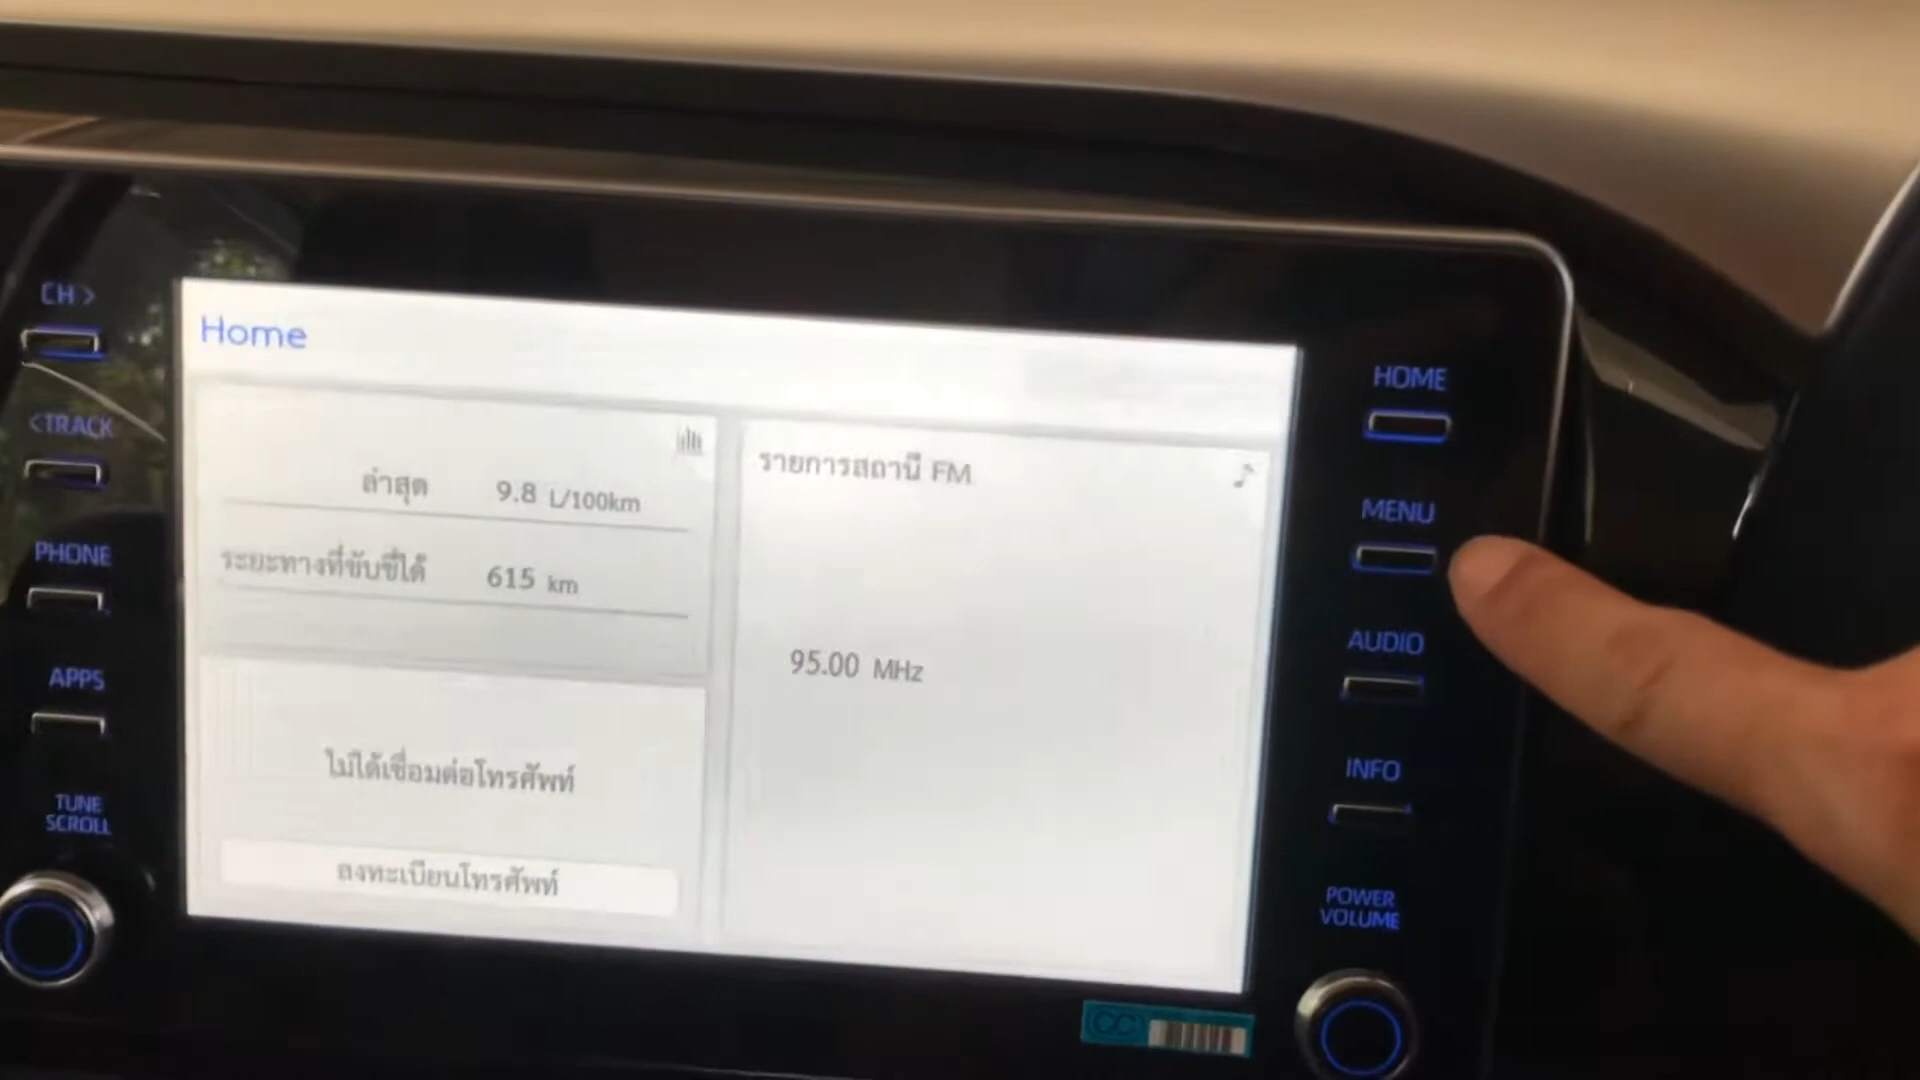 CH >
<TRACK
PHONE
APPS
TUNE
SCROLL
Home
ล่าสุด 9.8 L/100km
ระยะทางที่ขับขี่ได้ 615 km
ไม่ได้เชื่อมต่อโทรศัพท์
ลงทะเบียนโทรศัพท์
รายการสถานี FM
95.00 MHz
HOME
MENU
AUDIO
INFO
POWER
VOLUME